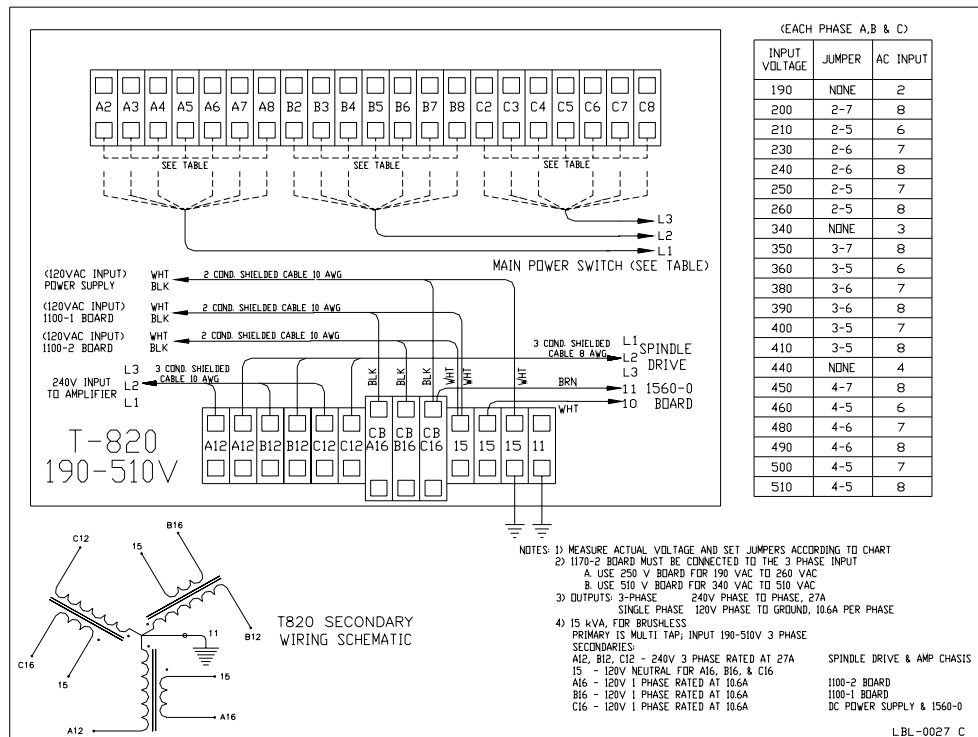 (EACH PHASE A,B & C)
INPUT VOLTAGE JUMPER AC INPUT
190 NONE 2
200 2-7 8
210 2-5 6
230 2-6 7
240 2-6 8
250 2-5 7
260 2-5 8
340 NONE 3
350 3-7 8
360 3-5 6
380 3-6 7
390 3-6 8
400 3-5 7
410 3-5 8
440 NONE 4
450 4-7 8
460 4-5 6
480 4-6 7
490 4-6 8
500 4-5 7
510 4-5 8
A2 A3 A4 A5 A6 A7 A8 B2 B3 B4 B5 B6 B7 B8 C2 C3 C4 C5 C6 C7 C8
SEE TABLE SEE TABLE SEE TABLE
L3
L2
L1
MAIN POWER SWITCH (SEE TABLE)
(120VAC INPUT) WHT 2 COND. SHIELDED CABLE 10 AWG
POWER SUPPLY BLK
(120VAC INPUT) WHT 2 COND. SHIELDED CABLE 10 AWG
1100-1 BOARD BLK
(120VAC INPUT) WHT 2 COND. SHIELDED CABLE 10 AWG
1100-2 BOARD BLK
3 COND. SHIELDED
CABLE 8 AWG
L1
L2
L3
SPINDLE
DRIVE
L3
L2
L1
3 COND. SHIELDED
CABLE 10 AWG
240V INPUT
TO AMPLIFIER
BLK BLK BLK WHT WHT WHT
BRN 11 1560-0
WHT 10 BOARD
A12 A12 B12 B12 C12 C12 CB A16 CB B16 CB C16 15 15 15 11
T-820
190-510V
C12
15
B16
15
B12
11
C16
15
15
A16
A12
T820 SECONDARY
WIRING SCHEMATIC
NOTES: 1) MEASURE ACTUAL VOLTAGE AND SET JUMPERS ACCORDING TO CHART
2) 1170-2 BOARD MUST BE CONNECTED TO THE 3 PHASE INPUT
A. USE 250 V BOARD FOR 190 VAC TO 260 VAC
B. USE 510 V BOARD FOR 340 VAC TO 510 VAC
3) OUTPUTS: 3-PHASE 240V PHASE TO PHASE, 27A
SINGLE PHASE 120V PHASE TO GROUND, 10.6A PER PHASE
4) 15 kVA, FOR BRUSHLESS
PRIMARY IS MULTI TAP; INPUT 190-510V 3 PHASE
SECONDARIES:
A12, B12, C12 - 240V 3 PHASE RATED AT 27A SPINDLE DRIVE & AMP CHASIS
15 - 120V NEUTRAL FOR A16, B16, & C16
A16 - 120V 1 PHASE RATED AT 10.6A 1100-2 BOARD
B16 - 120V 1 PHASE RATED AT 10.6A 1100-1 BOARD
C16 - 120V 1 PHASE RATED AT 10.6A DC POWER SUPPLY & 1560-0
LBL-0027 C